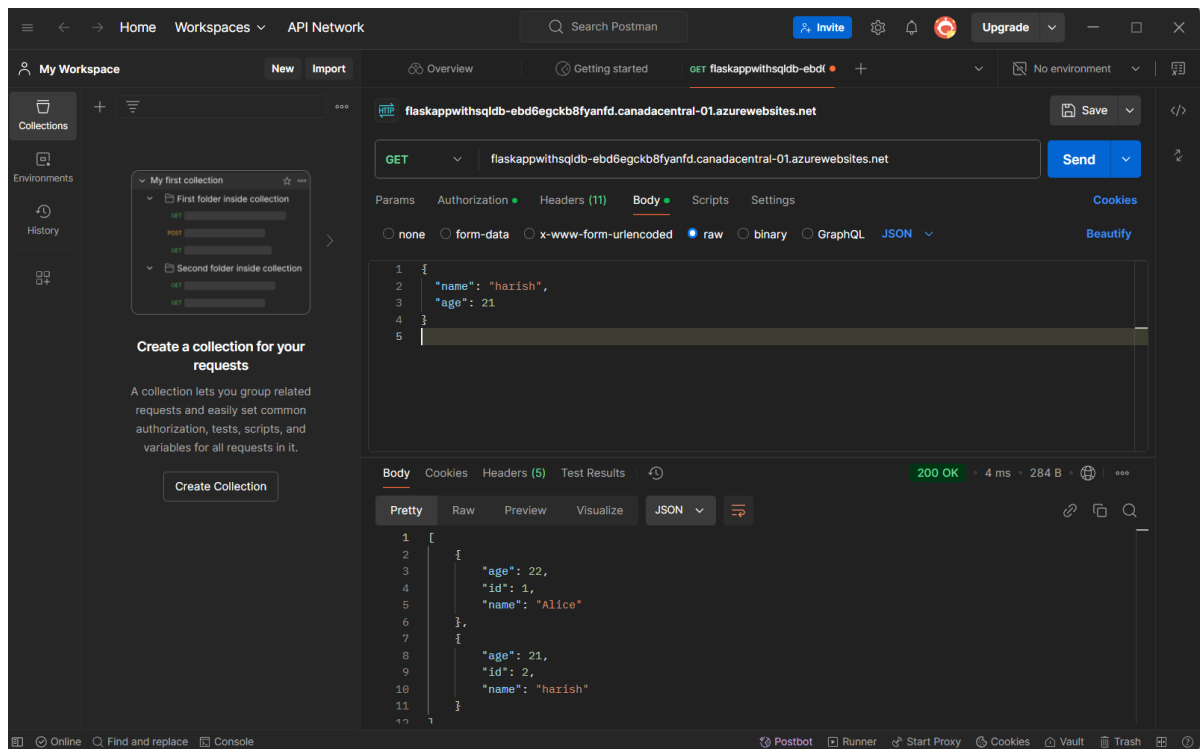 Home Workspaces API Network Search Postman Invite Upgrade
My Workspace New Import Overview Getting started GET flaskappwithsqldb-ebd6 No environment
Collections
Environments
History
My first collection
First folder inside collection
GET
POST
GET
Second folder inside collection
GET
GET
Create a collection for your
requests
A collection lets you group related
requests and easily set common
authorization, tests, scripts, and
variables for all requests in it.
Create Collection
HTTP flaskappwithsqldb-ebd6egckb8fyanfd.canadacentral-01.azurewebsites.net Save
GET flaskappwithsqldb-ebd6egckb8fyanfd.canadacentral-01.azurewebsites.net Send
Params Authorization Headers (11) Body Scripts Settings Cookies
none form-data x-www-form-urlencoded raw binary GraphQL JSON Beautify
1 {
2 "name": "harish",
3 "age": 21
4 }
5
Body Cookies Headers (5) Test Results 200 OK 4 ms 284 B
Pretty Raw Preview Visualize JSON
1 [
2 {
3 "age": 22,
4 "id": 1,
5 "name": "Alice"
6 },
7 {
8 "age": 21,
9 "id": 2,
10 "name": "harish"
11 }
12 ]
Online Find and replace Console Postbot Runner Start Proxy Cookies Vault Trash